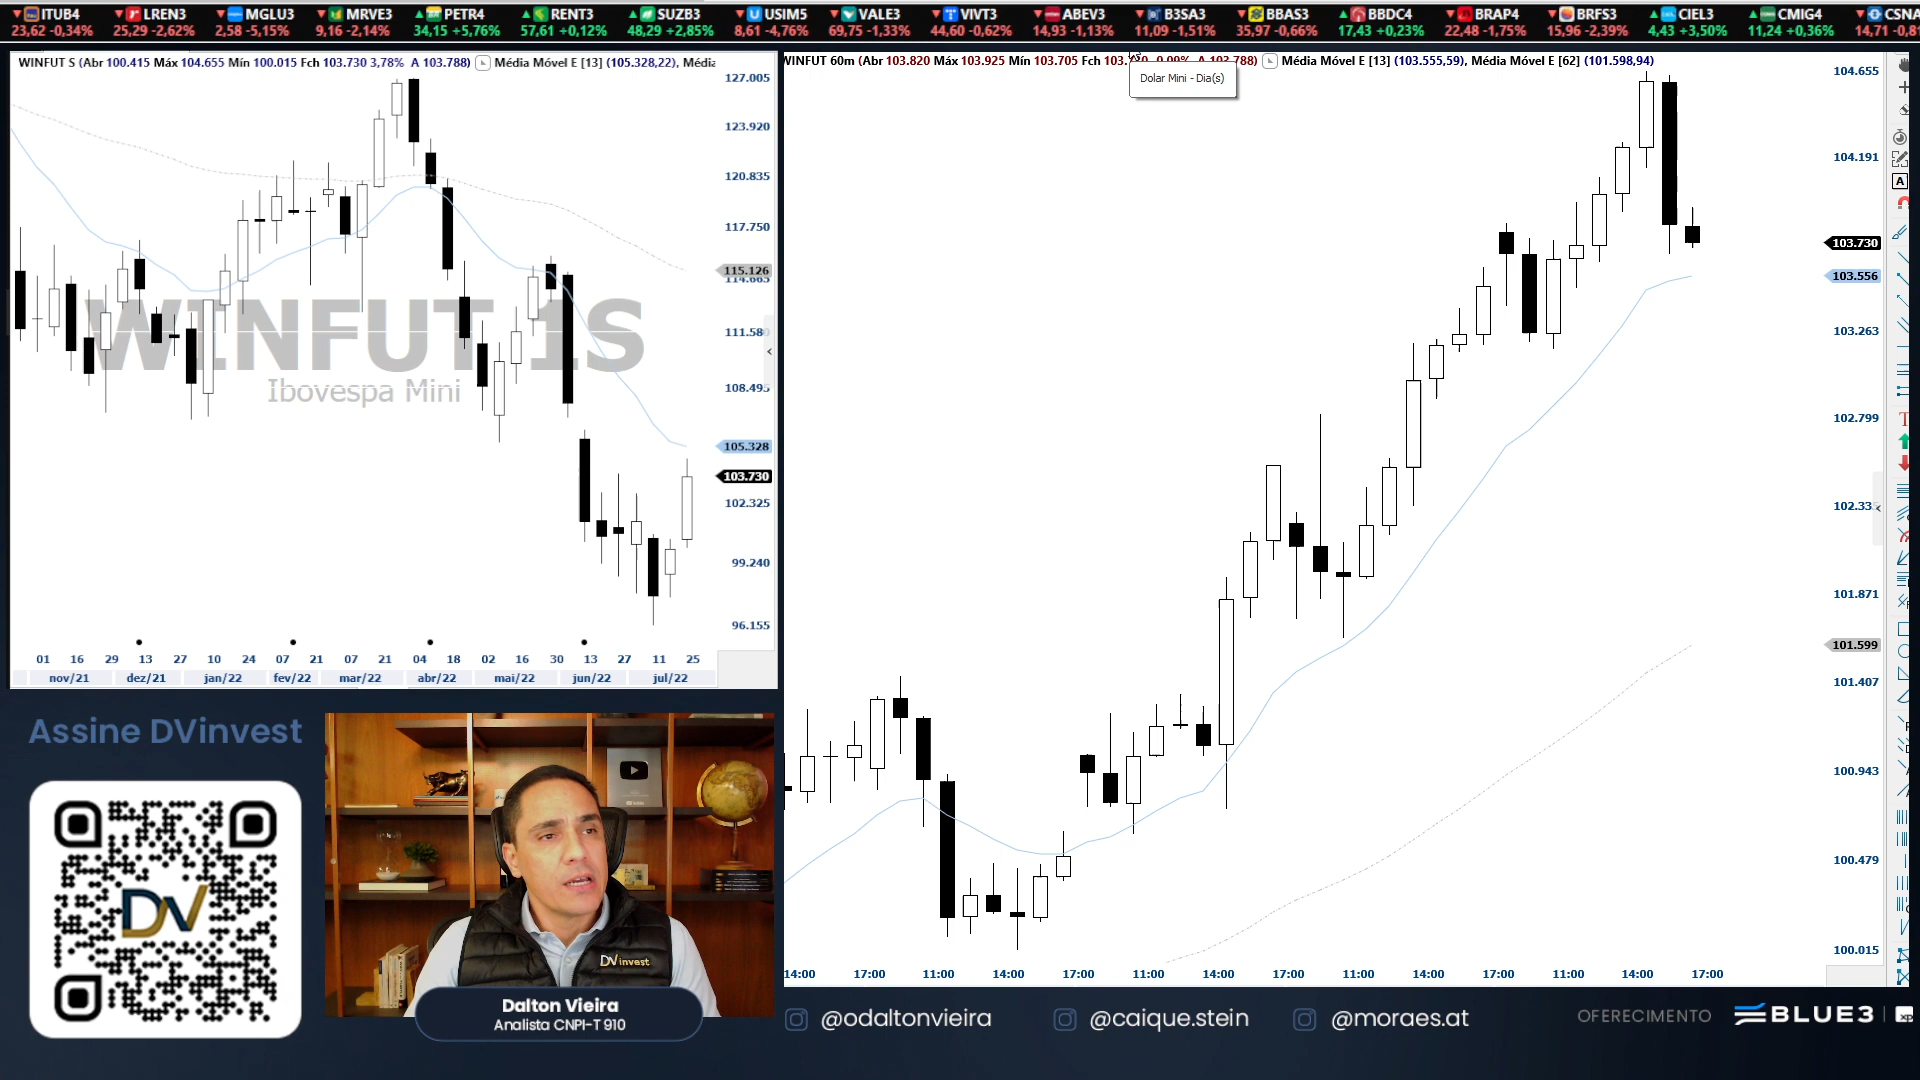 ITUB4 LREN3 MGLU3 MRVE3 PETR4 RENT3 SUZB3 USIM5 VALE3 VIVT3 ABEV3 B3SA3 BBAS3 BBDC4 BRAP4 BRFS3 CIEL3 CMIG4 CSNA
23,62 -0,34% 25,29 -2,62% 2,58 -5,15% 9,16 -2,14% 34,15 +5,76% 57,61 +0,12% 48,29 +2,85% 8,61 -4,76% 69,75 -1,33% 44,60 -0,62% 14,93 -1,13% 11,09 -1,51% 35,97 -0,66% 17,43 +0,23% 22,48 -1,75% 15,96 -2,39% 4,43 +3,50% 11,24 +0,36% 14,71 -0,8
WINFUT S (Abr 100.415 Máx 104.655 Mín 100.015 Fch 103.730 3,78% A 103.788) Média Móvel E [13] (105.328,22), Média
127.005
123.920
120.835
117.750
115.126
111.580
108.495
105.328
103.730
102.325
99.240
96.155
WINFUT 1S
Ibovespa Mini
01 16 29 13 27 10 24 07 21 07 21 04 18 02 16 30 13 27 11 25
nov/21 dez/21 jan/22 fev/22 mar/22 abr/22 mai/22 jun/22 jul/22
WINFUT 60m (Abr 103.820 Máx 103.925 Mín 103.705 Fch A 103.788) Média Móvel E [13] (103.555,59), Média Móvel E [62] (101.598,94)
Dolar Mini - Dia(s)
104.655
104.191
103.730
103.556
103.263
102.799
102.33
101.871
101.599
101.407
100.943
100.479
100.015
14:00 17:00 11:00 14:00 17:00 11:00 14:00 17:00 11:00 14:00 17:00 11:00 14:00 17:00
Assine DVinvest
DV
DVinvest
Dalton Vieira
Analista CNPI-T 910
@odaltonvieira
@caique.stein
@moraes.at
OFERECIMENTO
BLUE3
xp